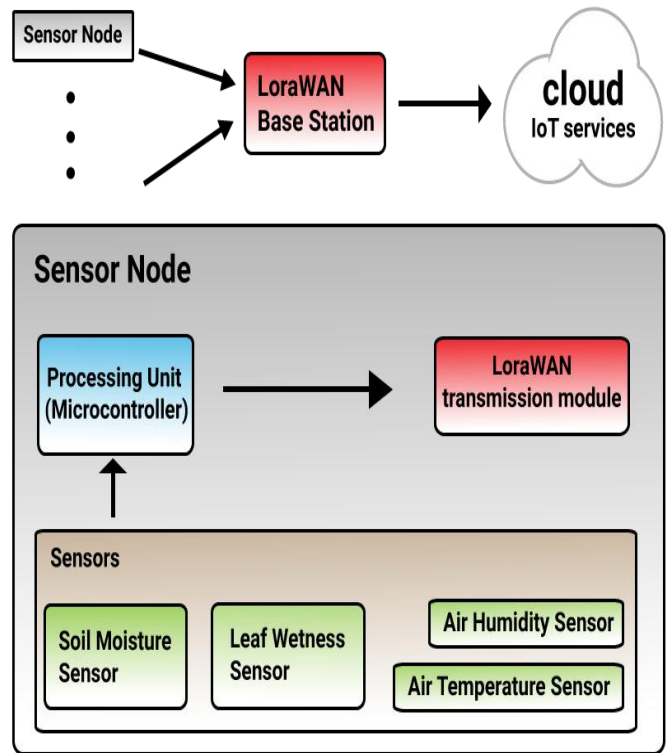 Sensor Node
LoraWAN
Base Station
cloud
IoT services
Sensor Node
Processing Unit
(Microcontroller)
LoraWAN
transmission module
Sensors
Soil Moisture
Sensor
Leaf Wetness
Sensor
Air Humidity Sensor
Air Temperature Sensor